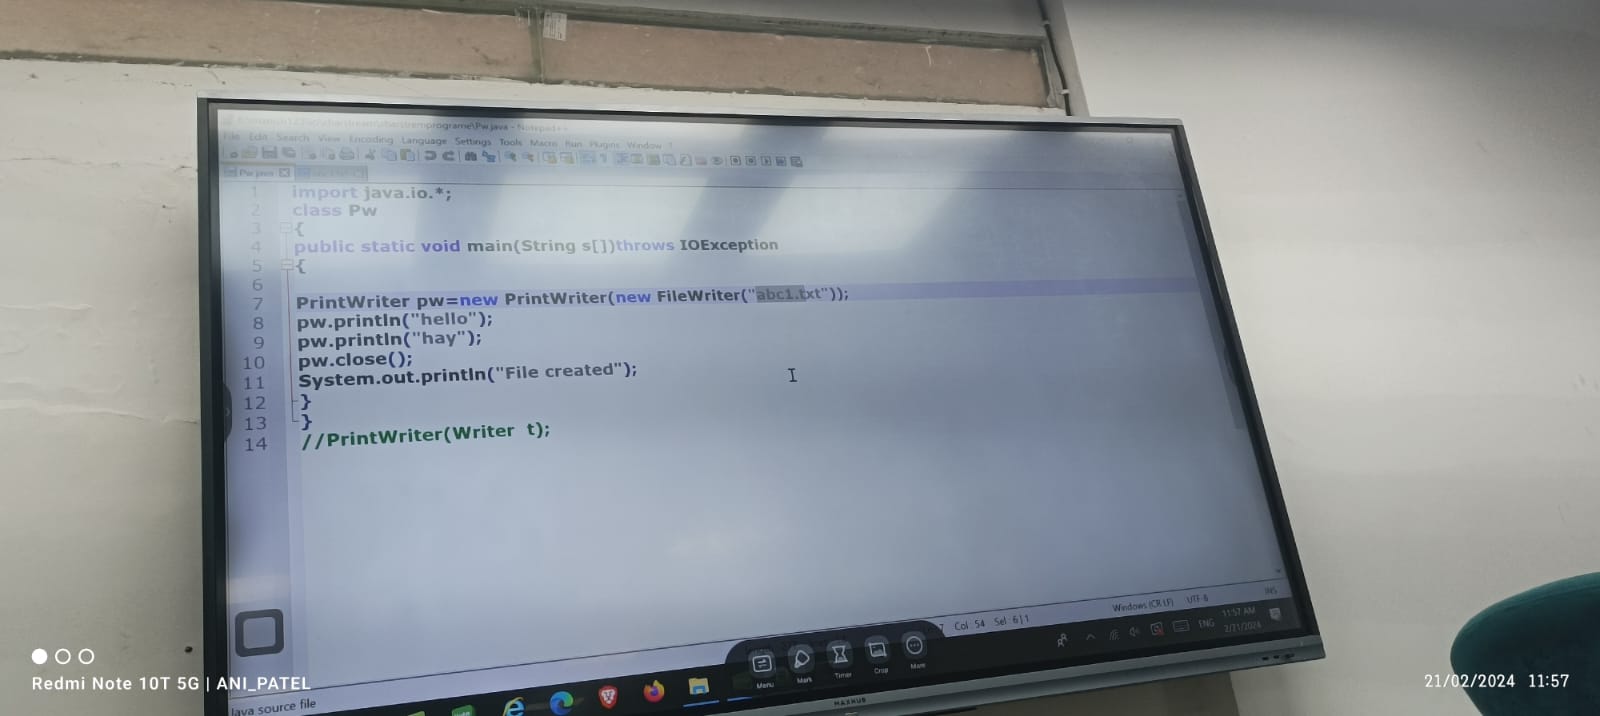 Pw.java - Notepad++
File Edit Search View Encoding Language Settings Tools Macro Run Plugins Window ?
Pw.java
1 import java.io.*;
2 class Pw
3 {
4 public static void main(String s[])throws IOException
5 {
6
7 PrintWriter pw=new PrintWriter(new FileWriter("abc1.txt"));
8 pw.println("hello");
9 pw.println("hay");
10 pw.close();
11 System.out.println("File created");
12 }
13 }
14 //PrintWriter(Writer t);
Java source file
Col: 54 Sel: 6|1
Windows (CR LF) UTF-8 INS
Menu Mark Timer Crop More
ENG
11:57 AM
2/21/2024
MAXHUB
Redmi Note 10T 5G | ANI_PATEL
21/02/2024 11:57